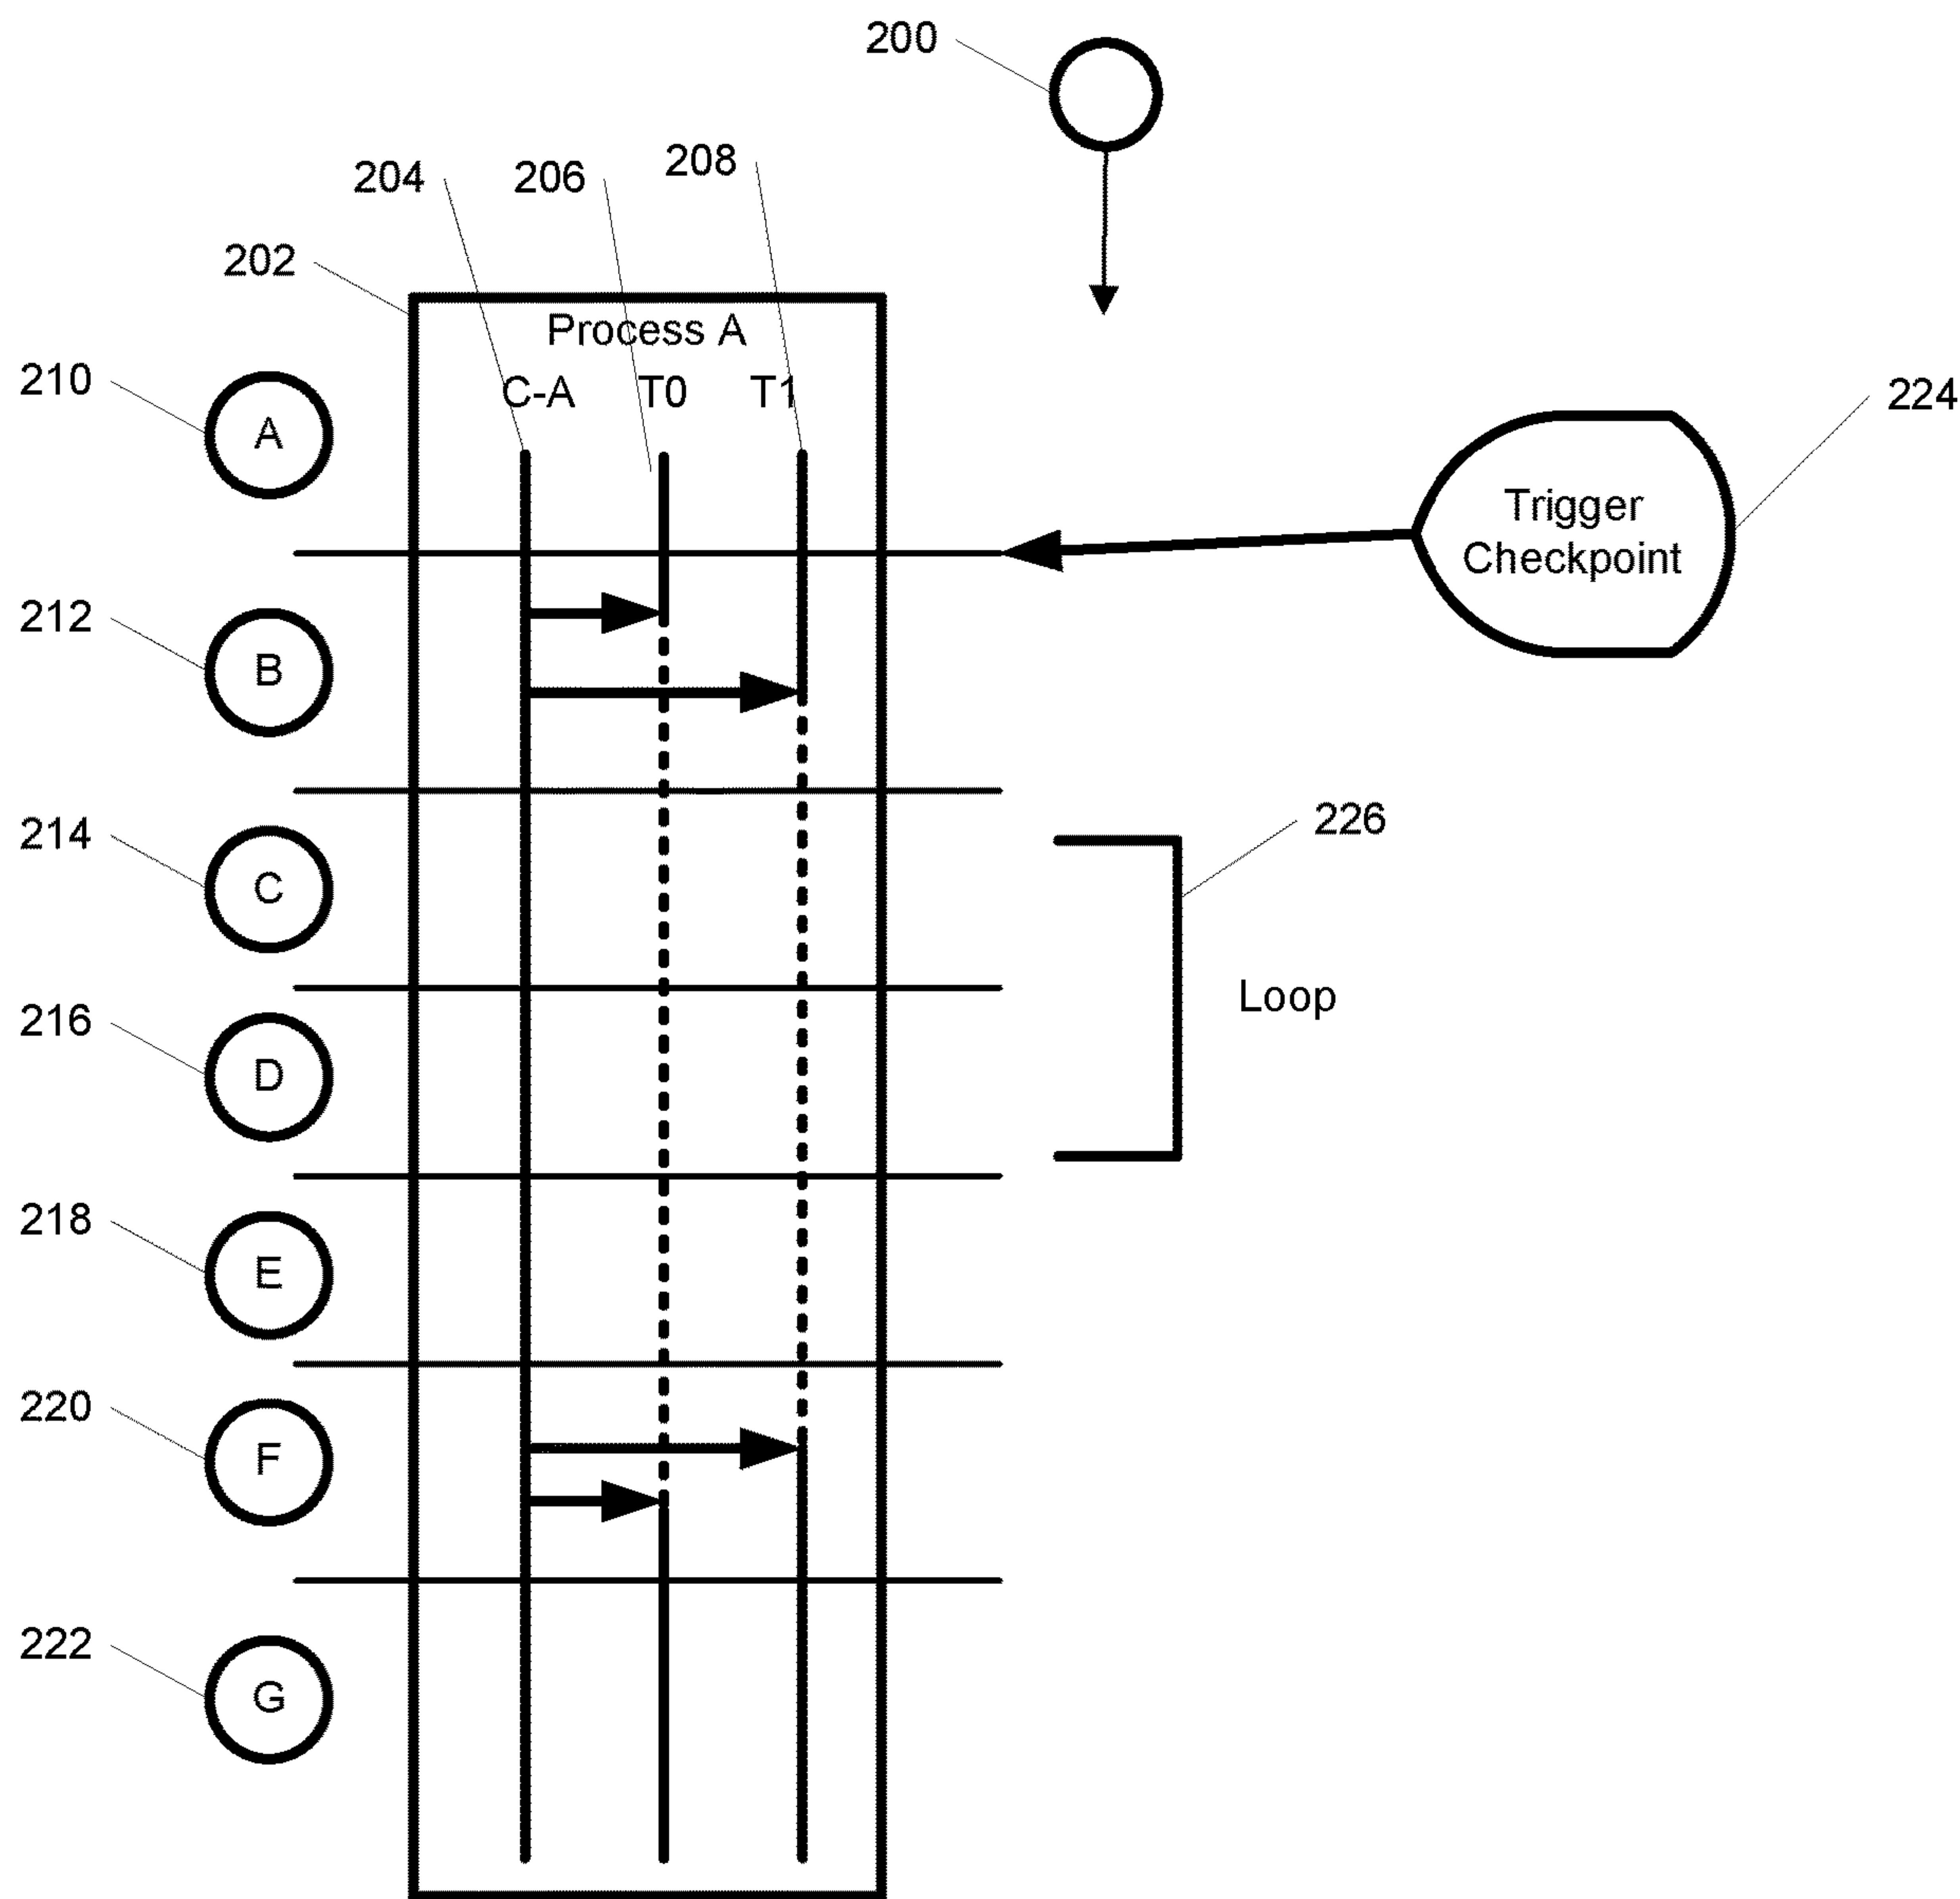 200
204 206 208
202
Process A
C-A T0 T1
210
A
224
Trigger
Checkpoint
212
B
214
C
226
216
D
Loop
218
E
220
F
222
G